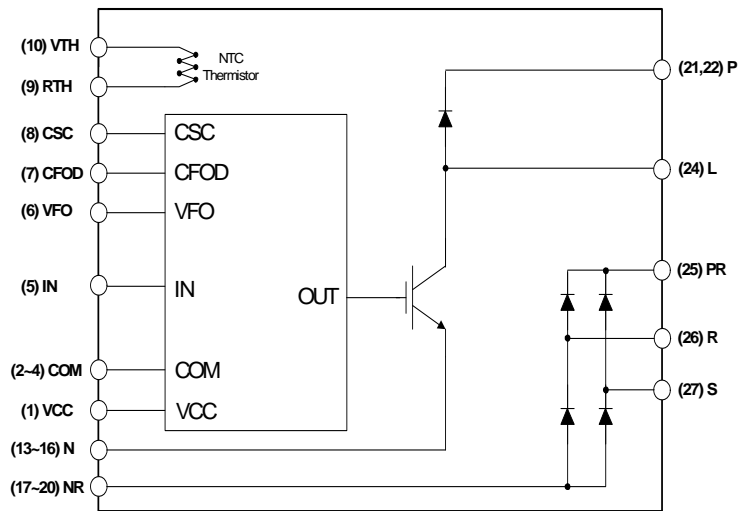 (10) VTH
(9) RTH
NTC
Thermistor
(8) CSC
(7) CFOD
(6) VFO
(5) IN
(2~4) COM
(1) VCC
(13~16) N
(17~20) NR
CSC
CFOD
VFO
IN
OUT
COM
VCC
(21,22) P
(24) L
(25) PR
(26) R
(27) S